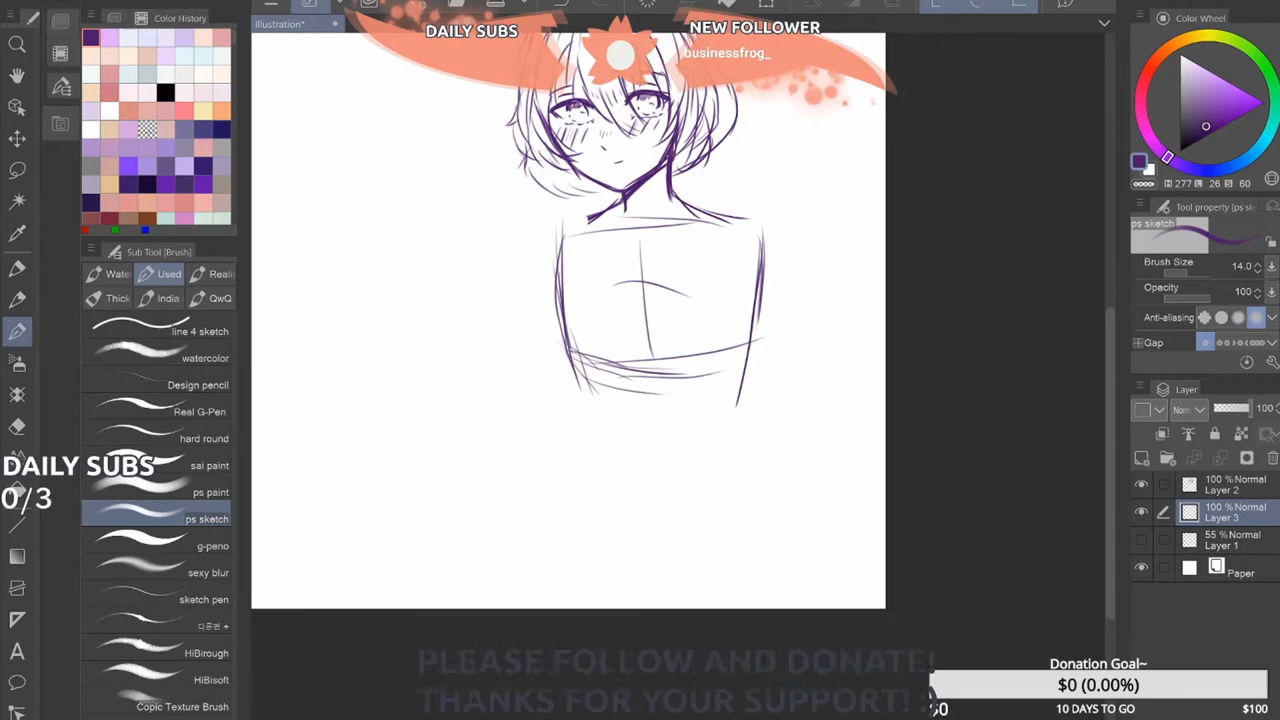 Color History
Illustration*
DAILY SUBS
NEW FOLLOWER
businessfrog_
Color Wheel
H 277 L 26 S 60
Tool property [ps sk
ps sketch
Brush Size 14.0
Opacity 100
Anti-aliasing
Gap
Sub Tool [Brush]
Wate Used Reali
Thick India QwQ
line 4 sketch
watercolor
Design pencil
Real G-Pen
hard round
sai paint
ps paint
ps sketch
g-peno
sexy blur
sketch pen
다른펜 +
HiBirough
HiBisoft
Copic Texture Brush
DAILY SUBS
0/3
Layer
Norn 100
100 % Normal
Layer 2
100 % Normal
Layer 3
55 % Normal
Layer 1
Paper
PLEASE FOLLOW AND DONATE!
THANKS FOR YOUR SUPPORT! :)
Donation Goal~
$0 (0.00%)
$0 10 DAYS TO GO $100